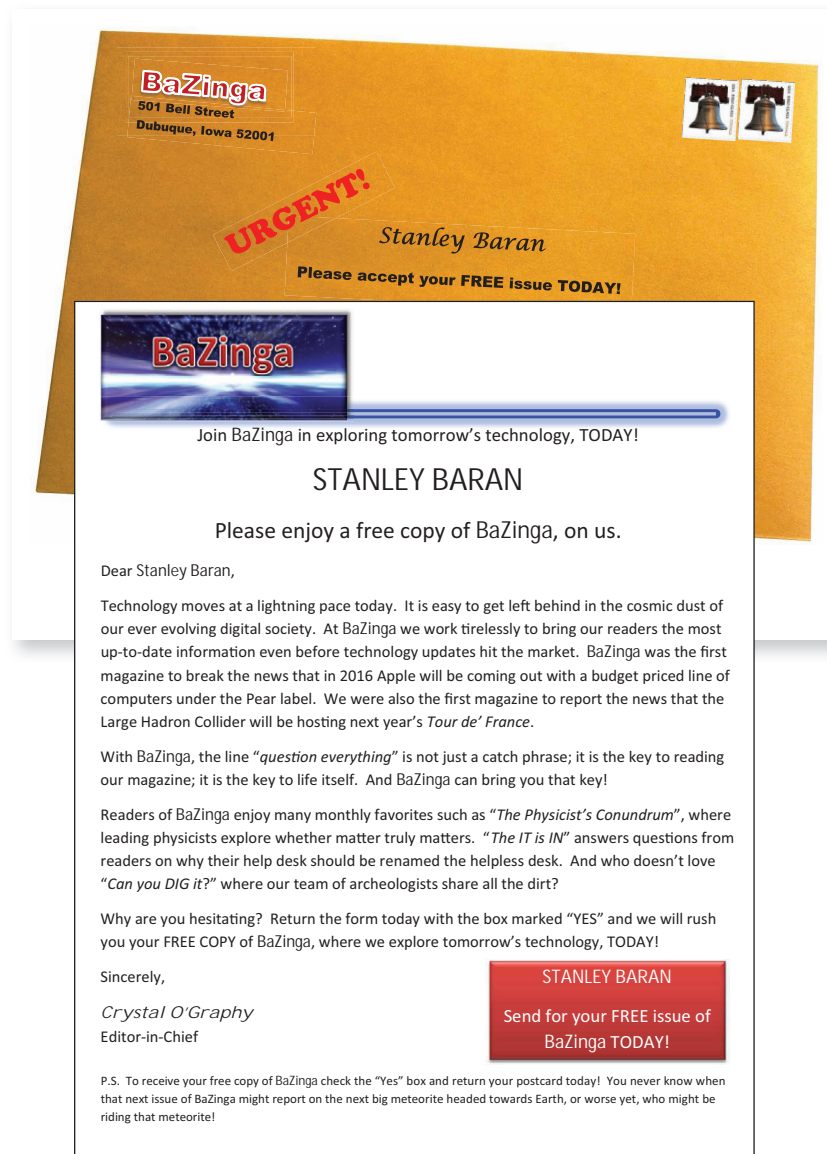 BaZinga
501 Bell Street
Dubuque, Iowa 52001
URGENT!
Stanley Baran
Please accept your FREE issue TODAY!
BaZinga
Join BaZinga in exploring tomorrow's technology, TODAY!
STANLEY BARAN
Please enjoy a free copy of BaZinga, on us.
Dear Stanley Baran,
Technology moves at a lightning pace today.  It is easy to get left behind in the cosmic dust of
our ever evolving digital society.  At BaZinga we work tirelessly to bring our readers the most
up-to-date information even before technology updates hit the market.  BaZinga was the first
magazine to break the news that in 2016 Apple will be coming out with a budget priced line of
computers under the Pear label.  We were also the first magazine to report the news that the
Large Hadron Collider will be hosting next year's Tour de' France.
With BaZinga, the line "question everything" is not just a catch phrase; it is the key to reading
our magazine; it is the key to life itself.  And BaZinga can bring you that key!
Readers of BaZinga enjoy many monthly favorites such as "The Physicist's Conundrum", where
leading physicists explore whether matter truly matters.  "The IT is IN" answers questions from
readers on why their help desk should be renamed the helpless desk.  And who doesn't love
"Can you DIG it?" where our team of archeologists share all the dirt?
Why are you hesitating?  Return the form today with the box marked "YES" and we will rush
you your FREE COPY of BaZinga, where we explore tomorrow's technology, TODAY!
Sincerely,
Crystal O'Graphy
Editor-in-Chief
STANLEY BARAN
Send for your FREE issue of
BaZinga TODAY!
P.S.  To receive your free copy of BaZinga check the "Yes" box and return your postcard today!  You never know when
that next issue of BaZinga might report on the next big meteorite headed towards Earth, or worse yet, who might be
riding that meteorite!